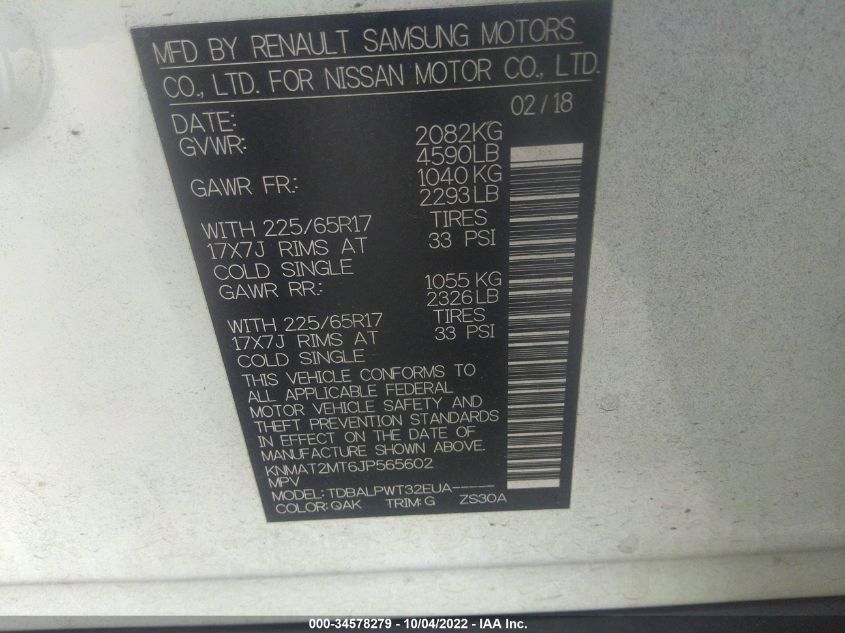 MFD BY RENAULT SAMSUNG MOTORS
CO., LTD. FOR NISSAN MOTOR CO., LTD.
DATE: 02/18
GVWR: 2082KG
4590LB
GAWR FR.: 1040 KG
2293LB
WITH 225/65R17 TIRES
17X7J RIMS AT 33 PSI
COLD SINGLE
GAWR RR.: 1055 KG
2326LB
WITH 225/65R17 TIRES
17X7J RIMS AT 33 PSI
COLD SINGLE
THIS VEHICLE CONFORMS TO
ALL APPLICABLE FEDERAL
MOTOR VEHICLE SAFETY AND
THEFT PREVENTION STANDARDS
IN EFFECT ON THE DATE OF
MANUFACTURE SHOWN ABOVE.
KNMAT2MT6JP565602
MPV
MODEL: TDBALPWT32EUA-----
COLOR: QAK TRIM: G ZS30A
000-34578279 - 10/04/2022 - IAA Inc.